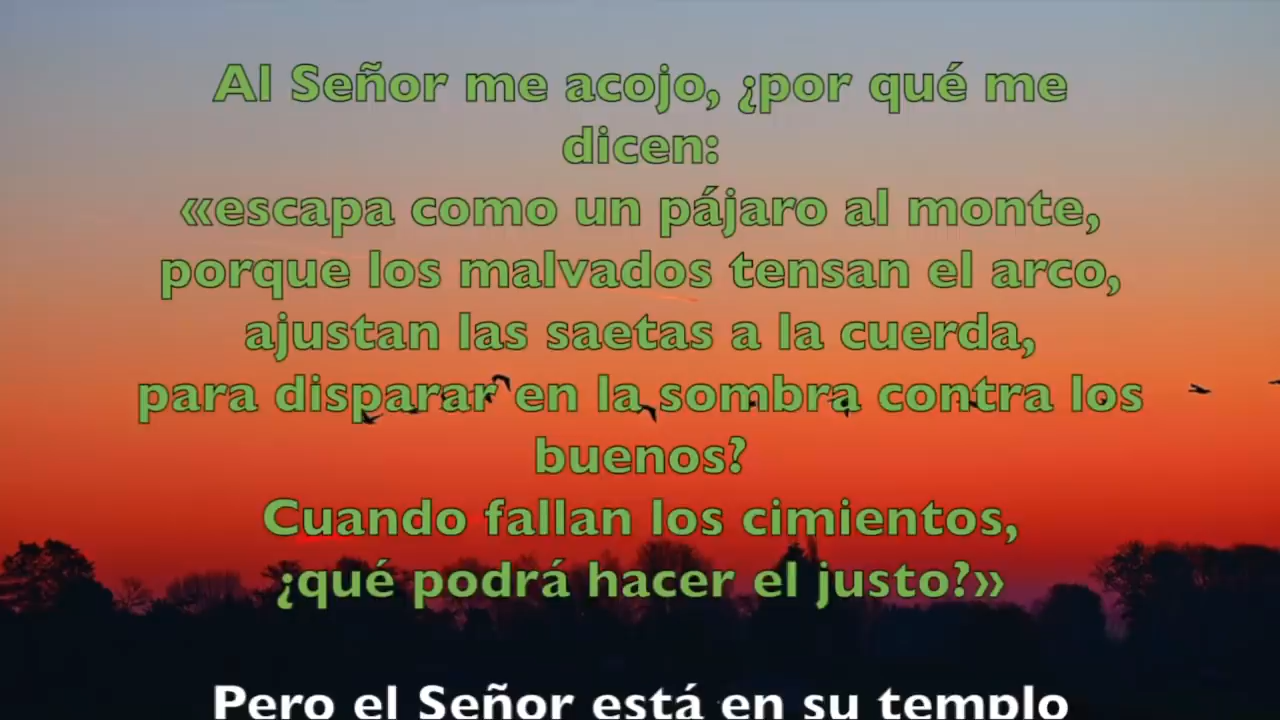 Al Señor me acojo, ¿por qué me
dicen:
«escapa como un pájaro al monte,
porque los malvados tensan el arco,
ajustan las saetas a la cuerda,
para disparar en la sombra contra los
buenos?
Cuando fallan los cimientos,
¿qué podrá hacer el justo?»
Pero el Señor está en su templo